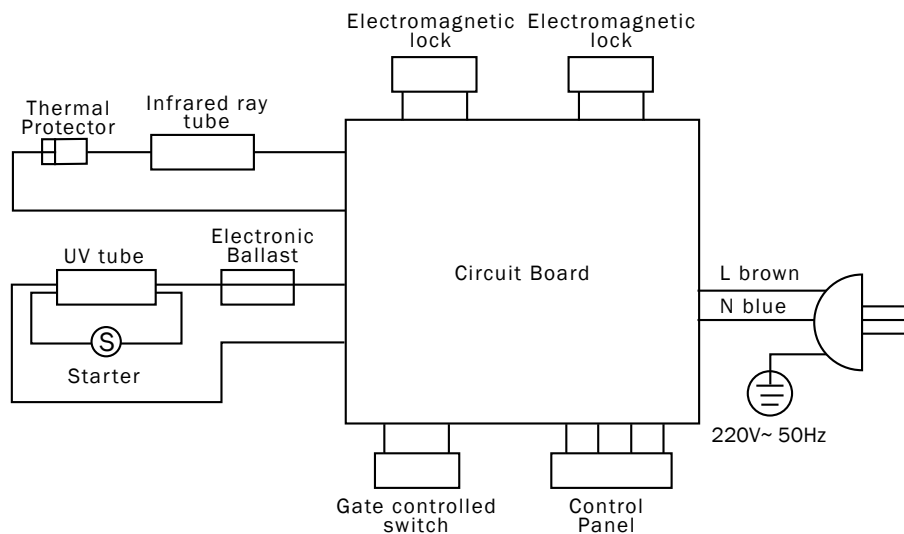 Electromagnetic
lock
Electromagnetic
lock
Thermal
Protector
Infrared ray
tube
UV tube
Electronic
Ballast
Circuit Board
L brown
N blue
S
Starter
220V~ 50Hz
Gate controlled
switch
Control
Panel